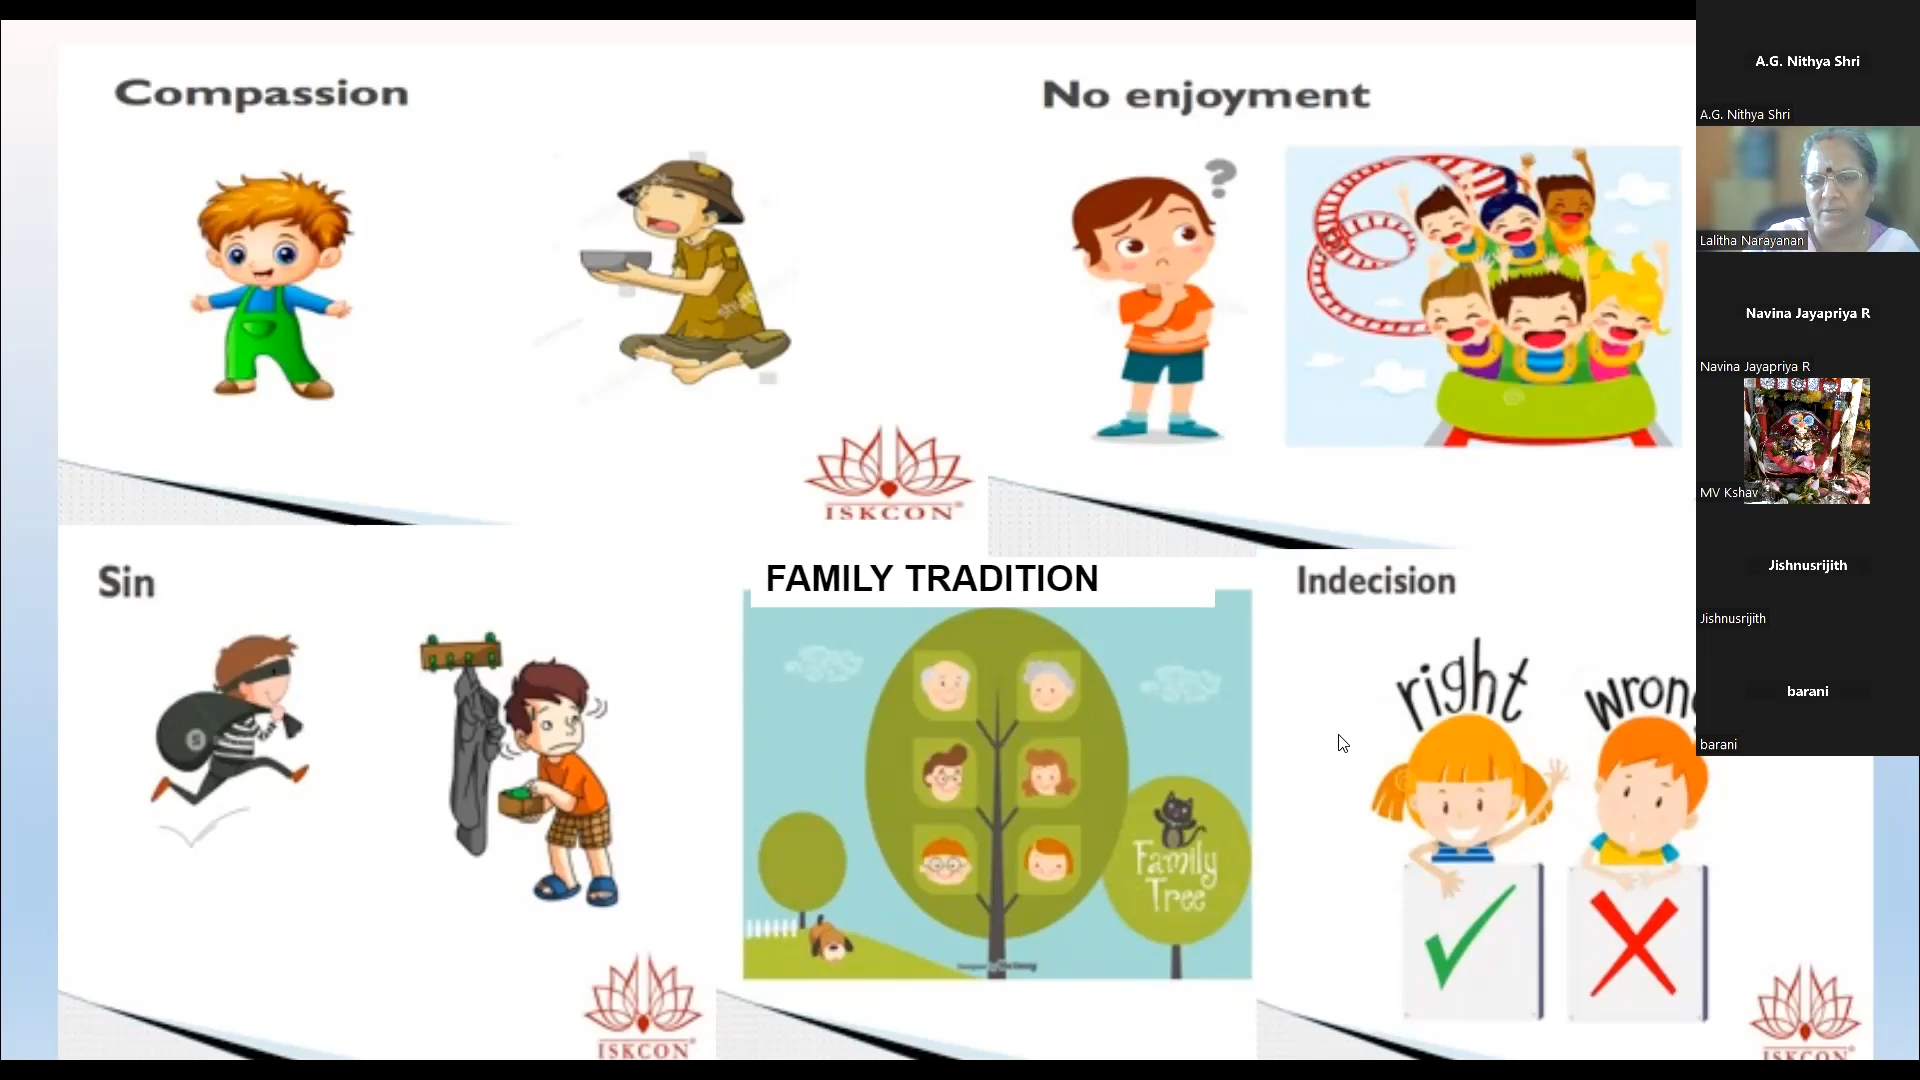 Compassion
No enjoyment
?
ISKCON®
Sin
FAMILY TRADITION
Indecision
right
wron
Family
Tree
ISKCON®
ISKCON
A.G. Nithya Shri
A.G. Nithya Shri
Lalitha Narayanan
Navina Jayapriya R
Navina Jayapriya R
MV Kshav
Jishnusrijith
Jishnusrijith
barani
barani